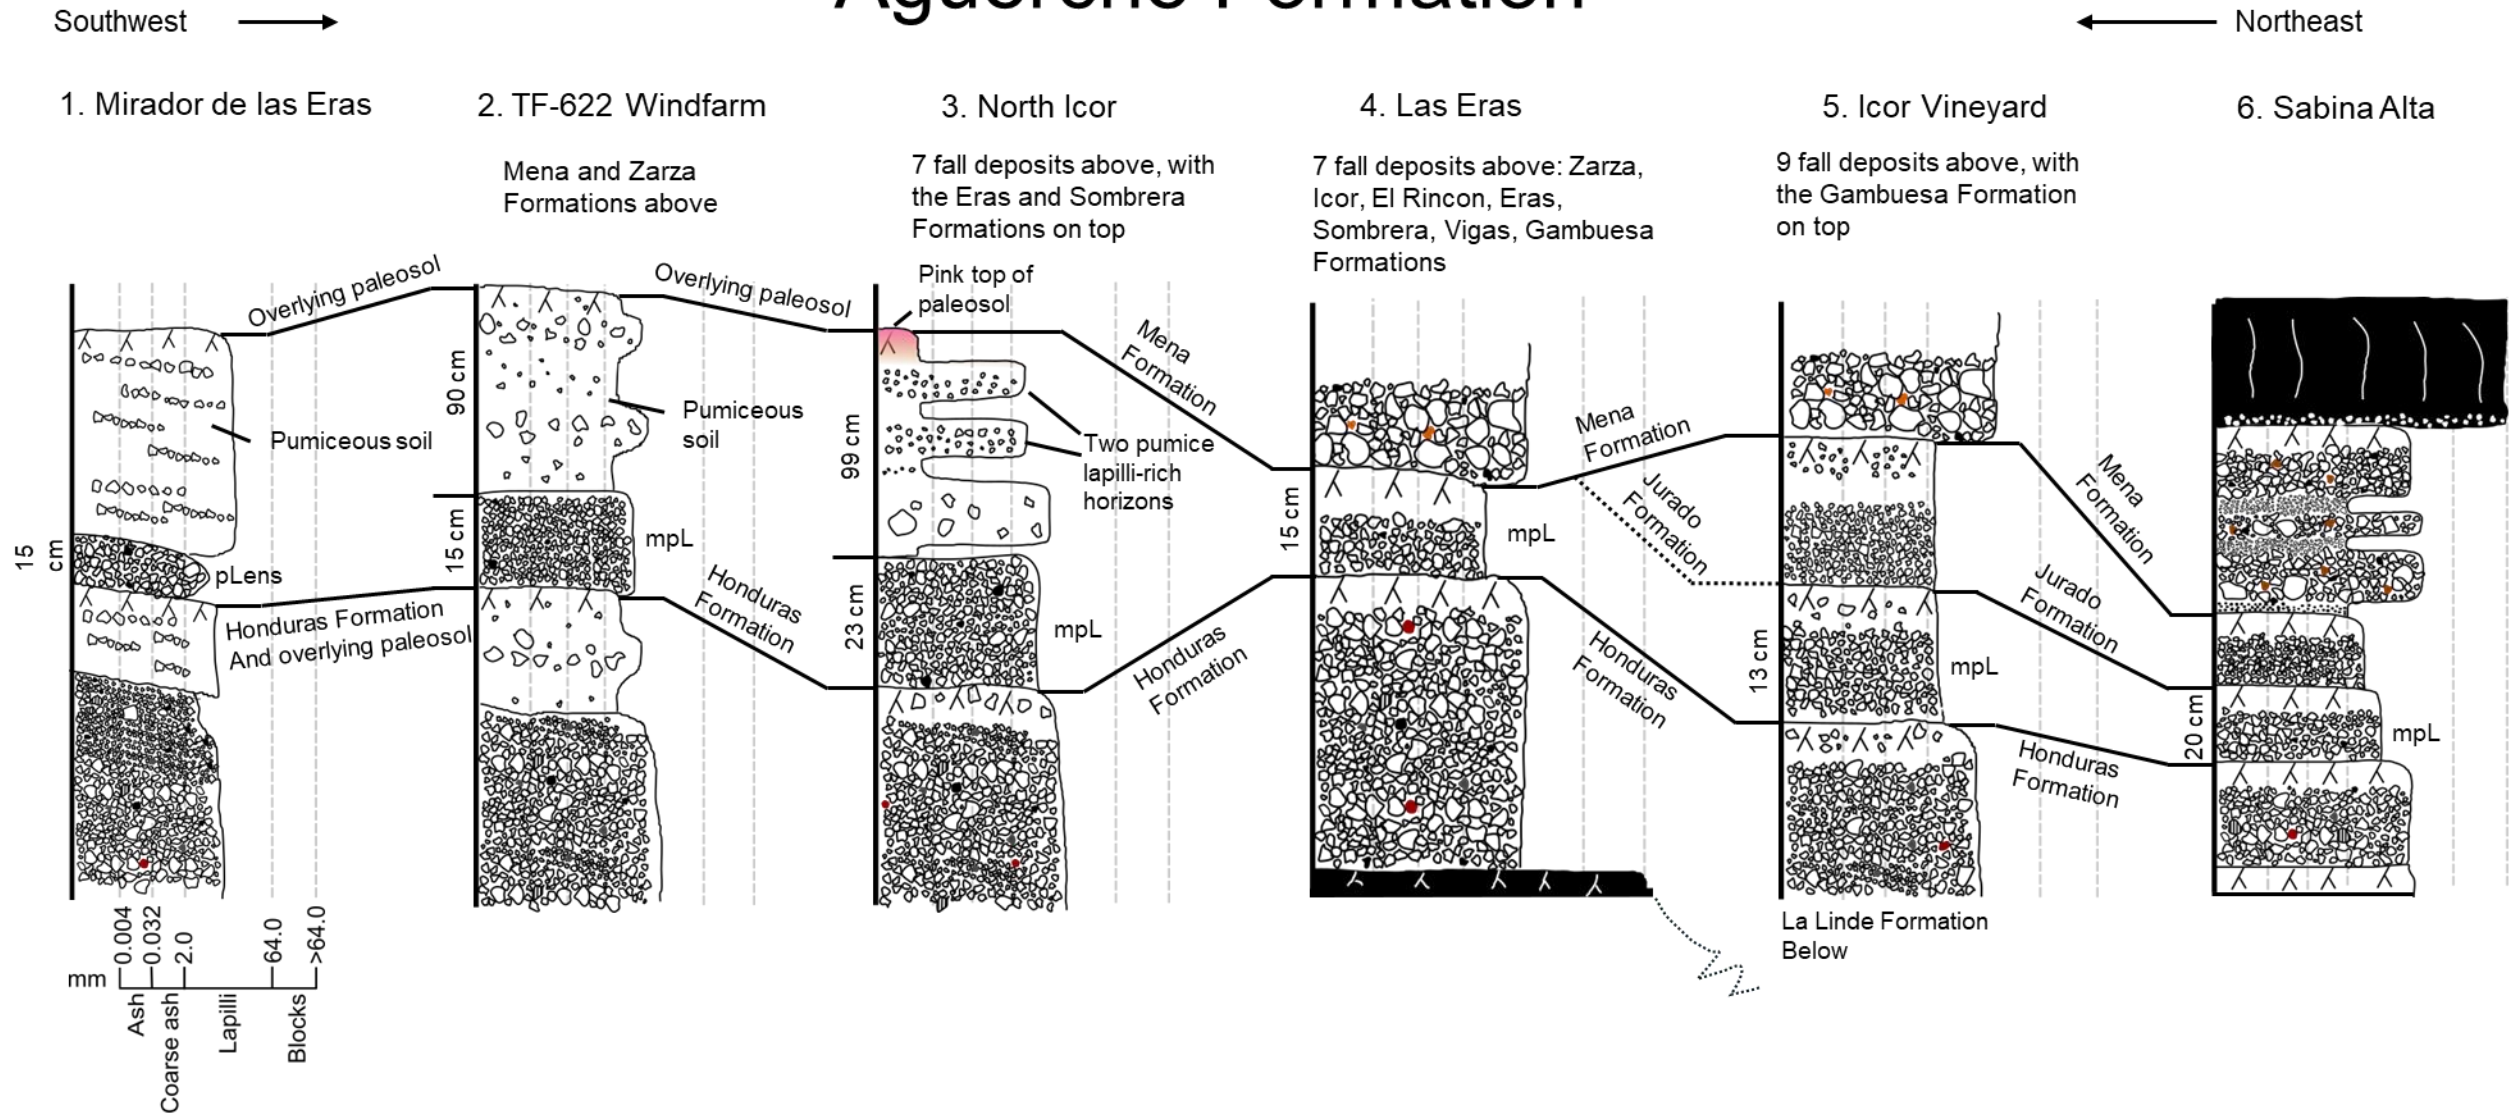 Aguerche Formation
Southwest
Northeast
1. Mirador de las Eras
2. TF-622 Windfarm
3. North Icor
4. Las Eras
5. Icor Vineyard
6. Sabina Alta
Mena and Zarza
Formations above
7 fall deposits above, with
the Eras and Sombrera
Formations on top
7 fall deposits above: Zarza,
Icor, El Rincon, Eras,
Sombrera, Vigas, Gambuesa
Formations
9 fall deposits above, with
the Gambuesa Formation
on top
Overlying paleosol
Pumiceous soil
15
cm
pLens
Honduras Formation
And overlying paleosol
mm
0.004
0.032
2.0
64.0
>64.0
Ash
Coarse ash
Lapilli
Blocks
90 cm
15 cm
Overlying paleosol
Pumiceous
soil
mpL
Honduras
Formation
Pink top of
paleosol
99 cm
23 cm
Two pumice
lapilli-rich
horizons
mpL
Mena
Formation
Honduras
Formation
15 cm
mpL
Mena
Formation
Jurado
Formation
Honduras
Formation
13 cm
mpL
La Linde Formation
Below
Mena
Formation
Jurado
Formation
Honduras
Formation
20 cm
mpL